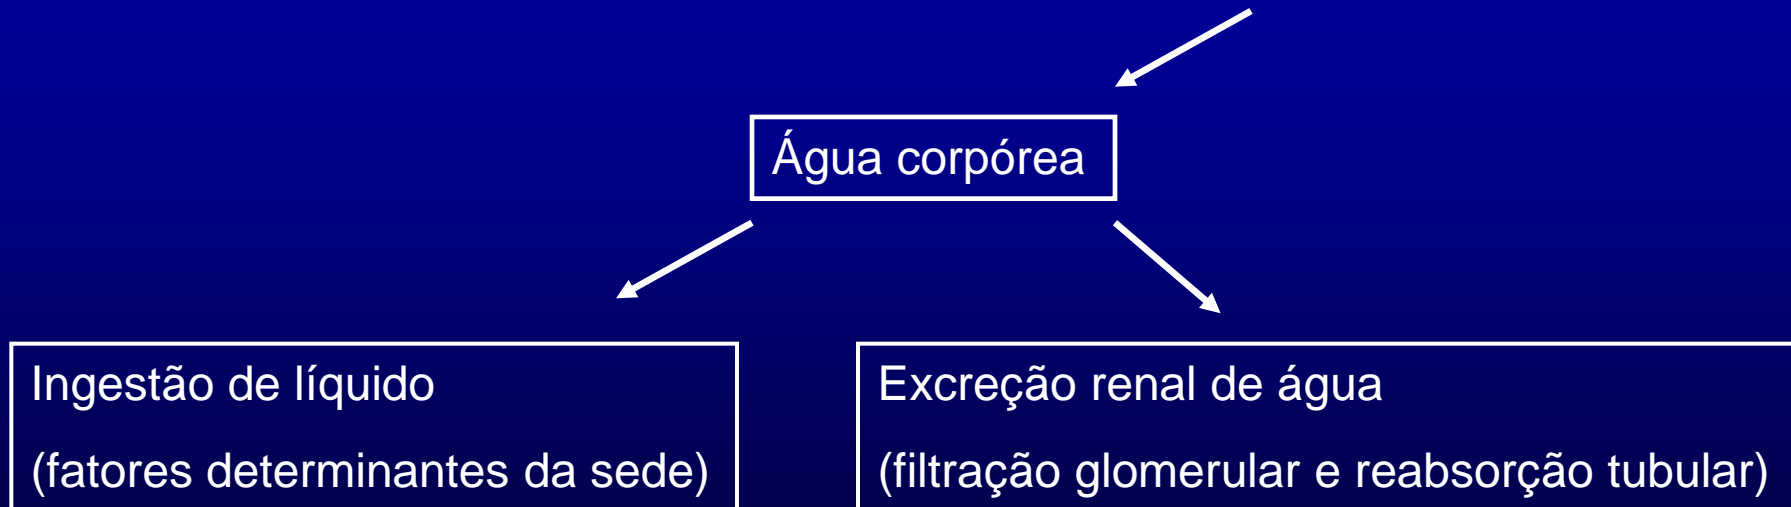 Água corpórea
Ingestão de líquido
(fatores determinantes da sede)
Excreção renal de água
(filtração glomerular e reabsorção tubular)